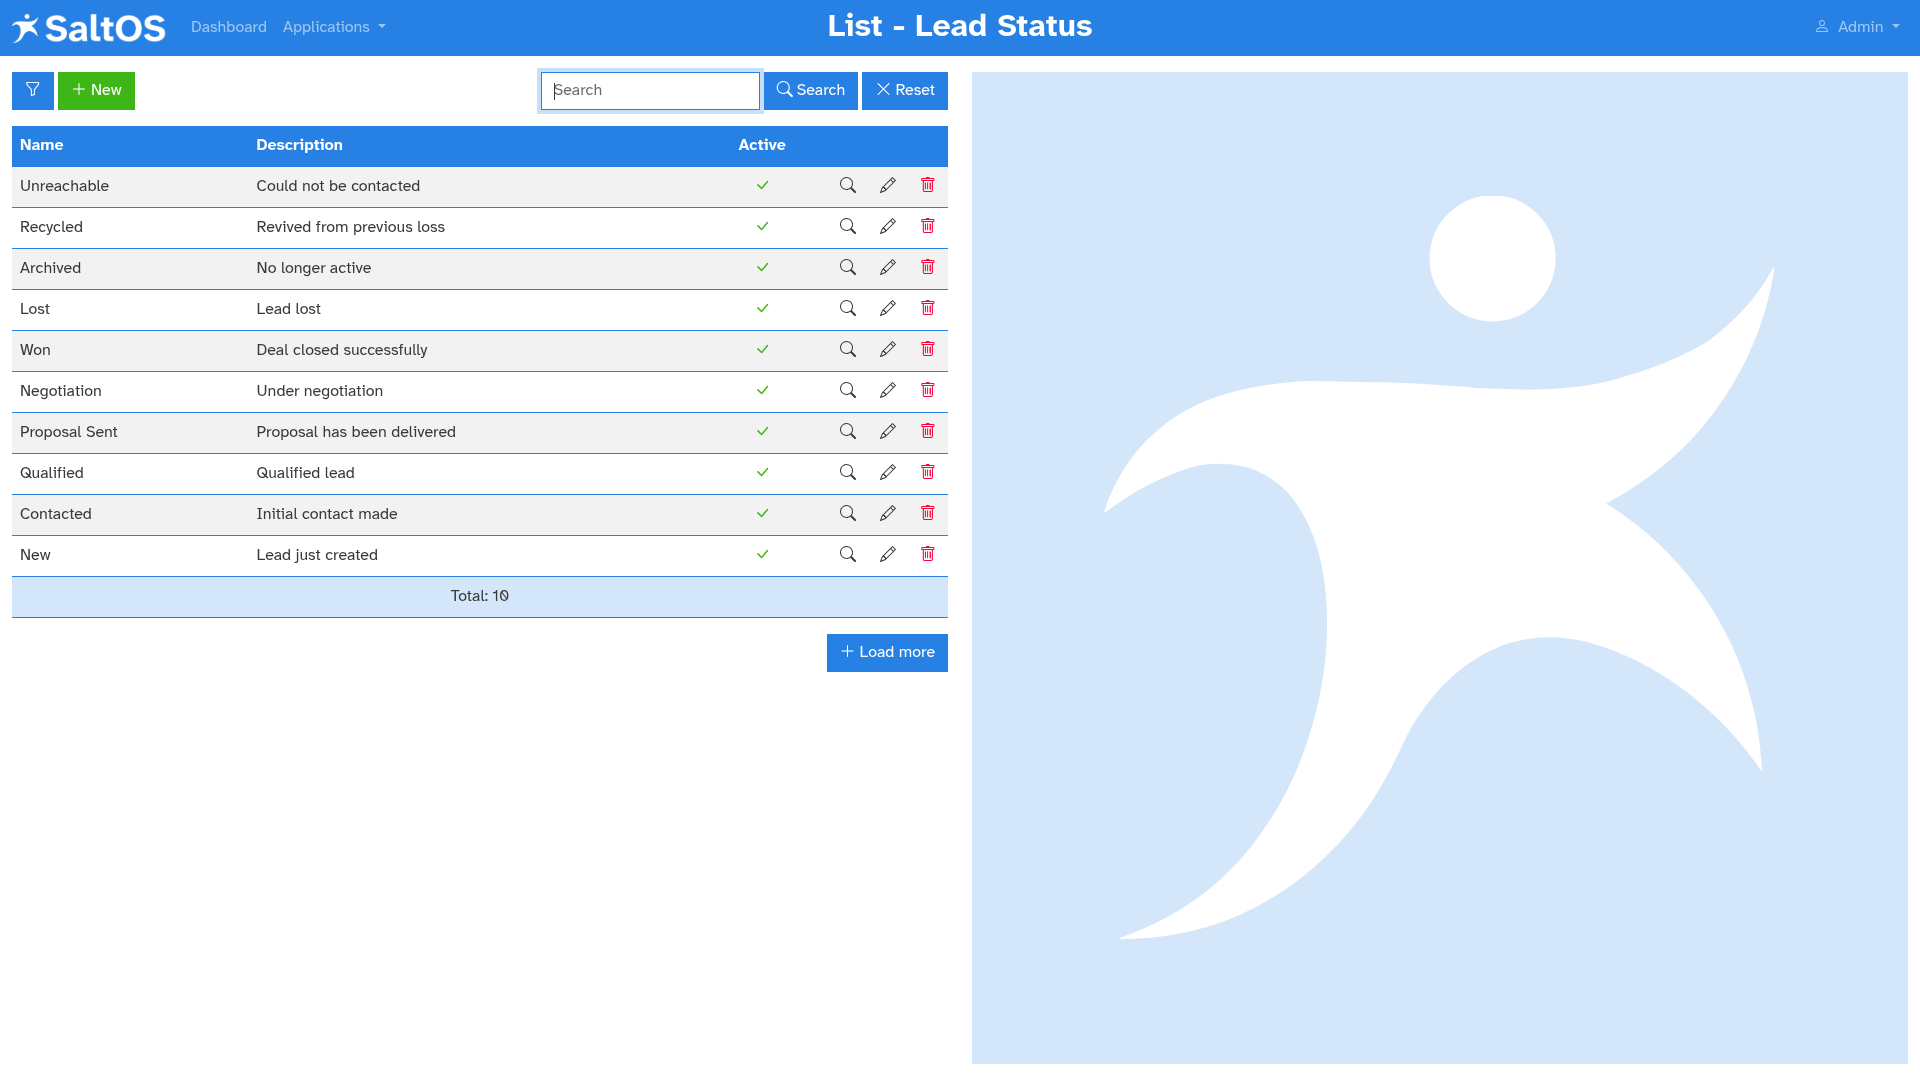 SaltOS Dashboard Applications List - Lead Status Admin
New Search Search Reset
Name Description Active
Unreachable Could not be contacted
Recycled Revived from previous loss
Archived No longer active
Lost Lead lost
Won Deal closed successfully
Negotiation Under negotiation
Proposal Sent Proposal has been delivered
Qualified Qualified lead
Contacted Initial contact made
New Lead just created
Total: 10
Load more